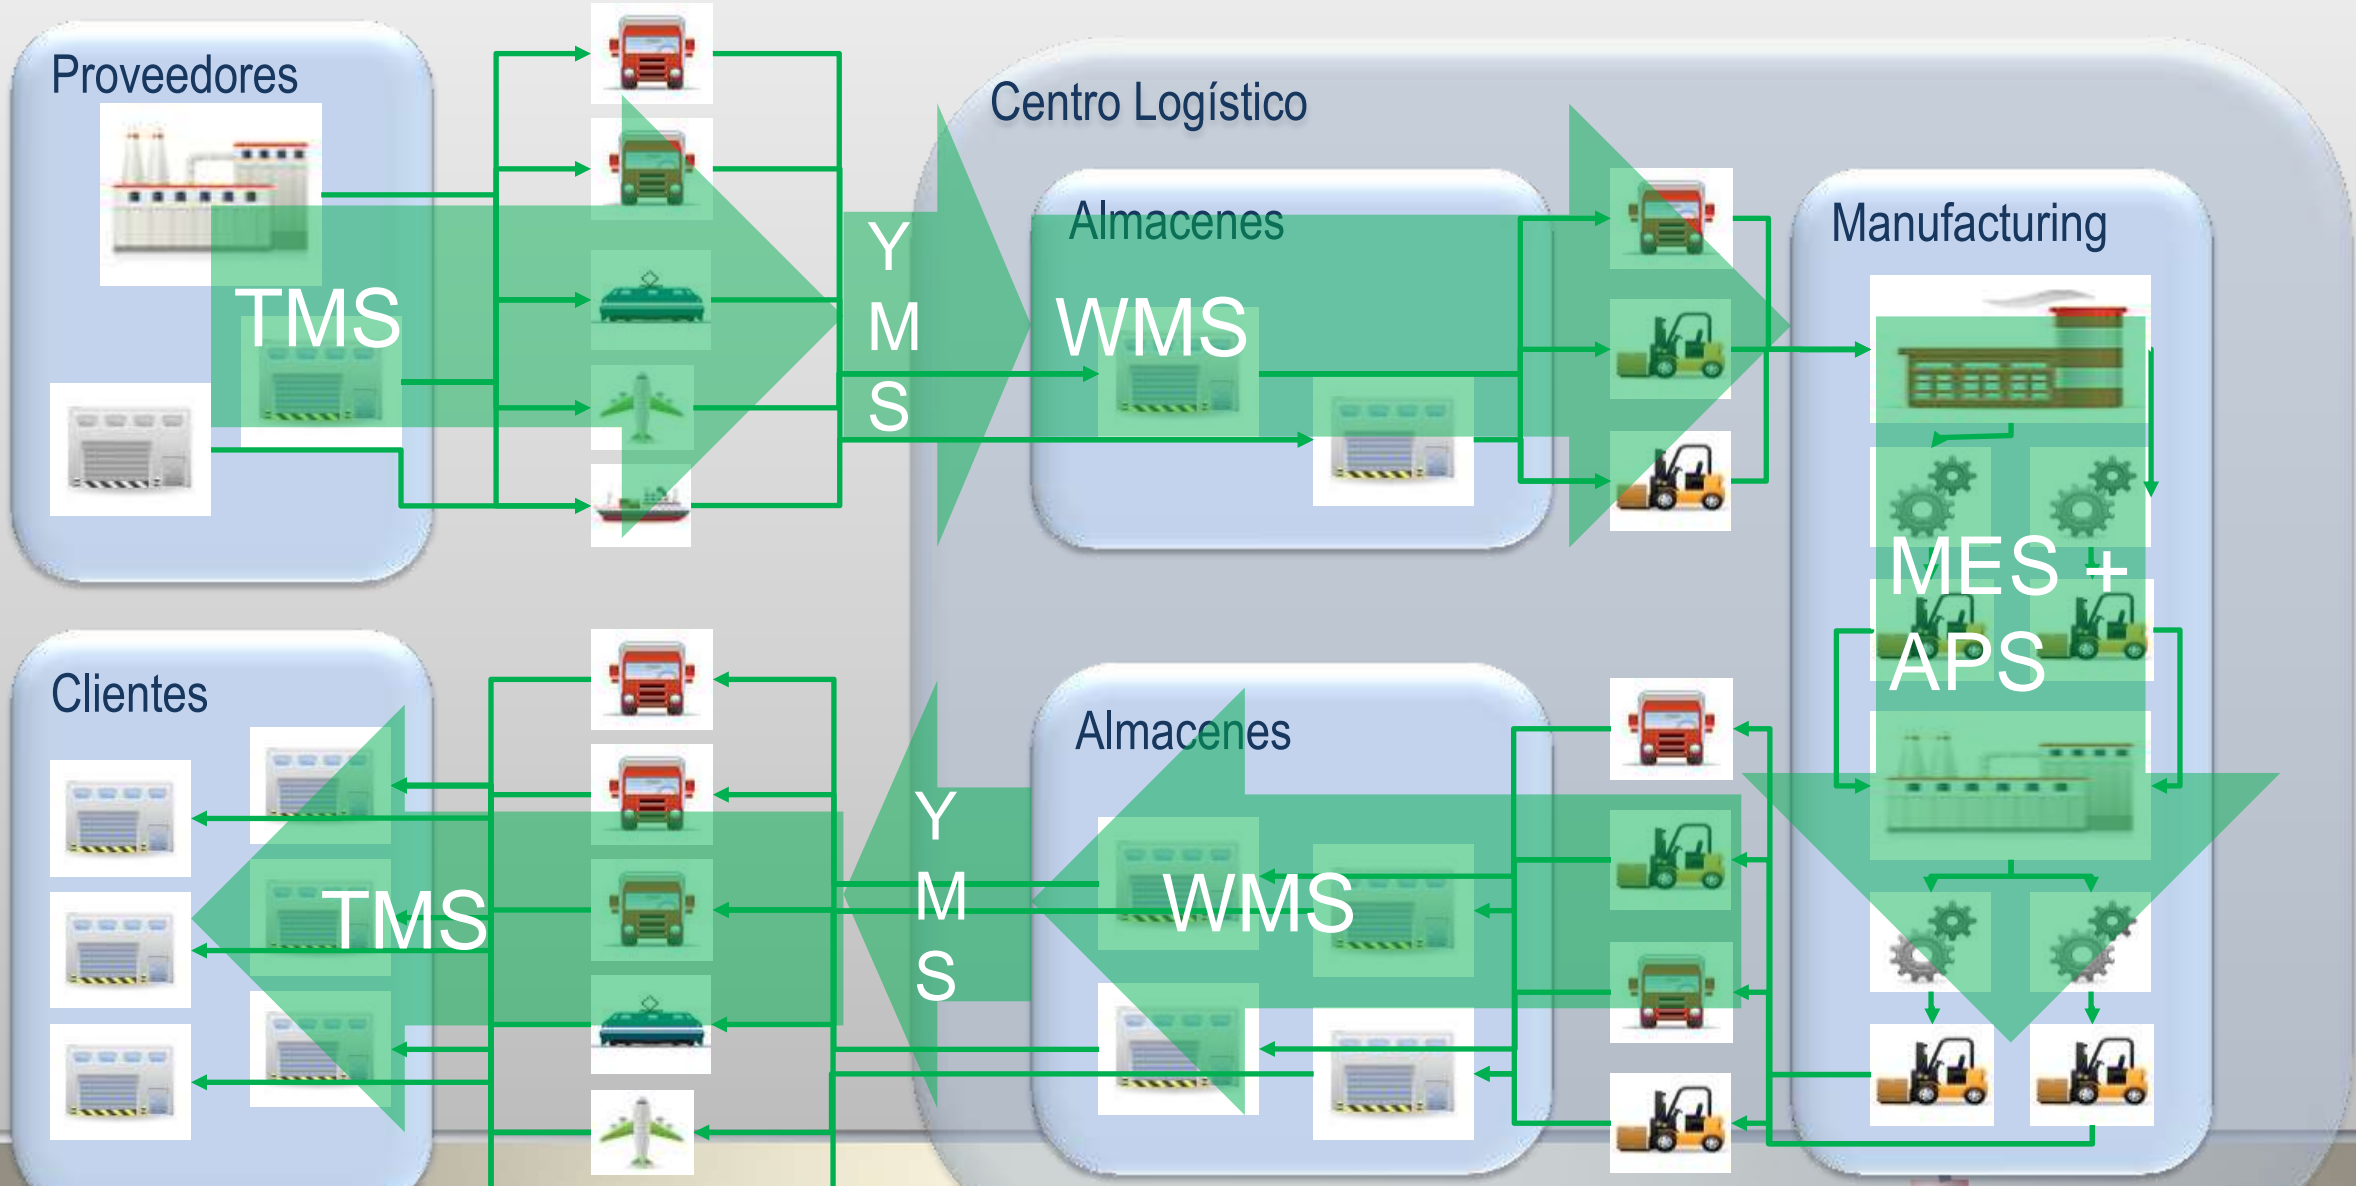 Proveedores
TMS
Y
M
S
Centro Logístico
Almacenes
WMS
Manufacturing
MES +
APS
Clientes
TMS
Y
M
S
Almacenes
WMS